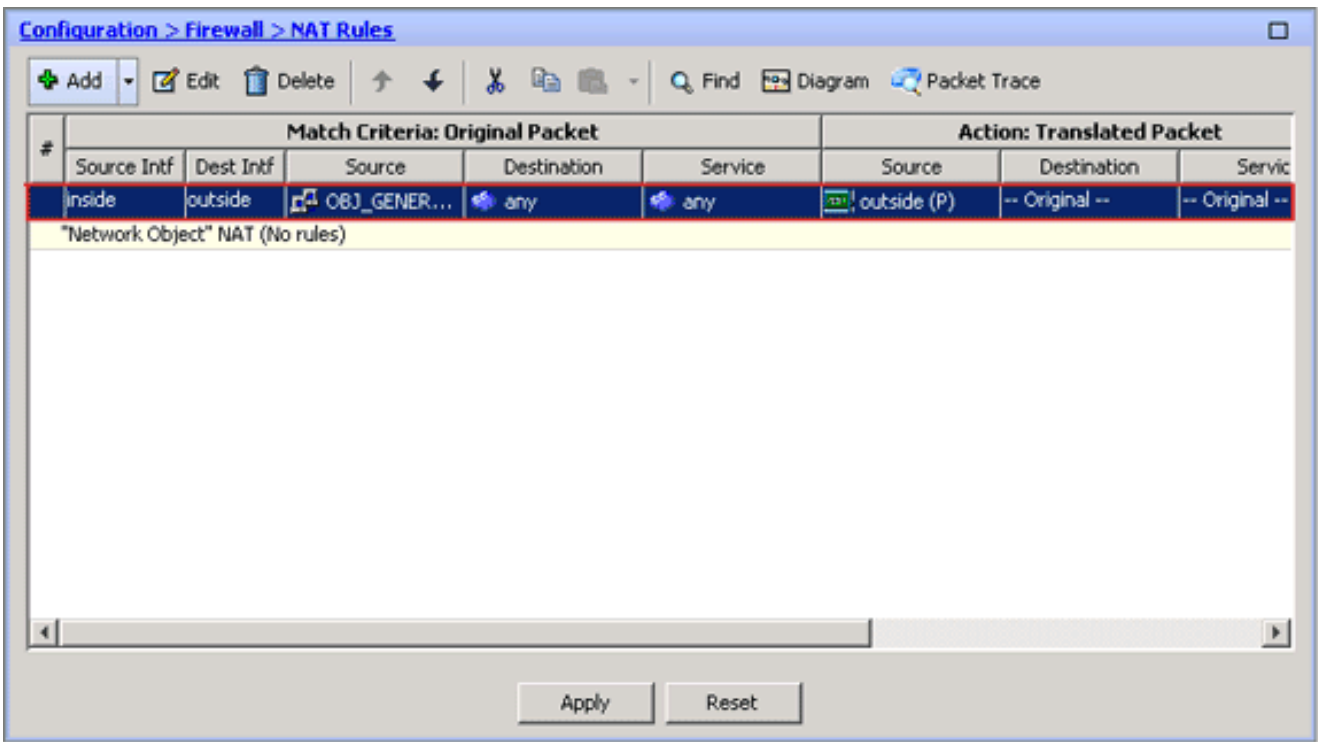 Configuration > Firewall > NAT Rules
Add Edit Delete Find Diagram Packet Trace
# Match Criteria: Original Packet Action: Translated Packet
Source Intf Dest Intf Source Destination Service Source Destination Servic
inside outside OBJ_GENER... any any outside (P) -- Original -- -- Original --
"Network Object" NAT (No rules)
Apply Reset